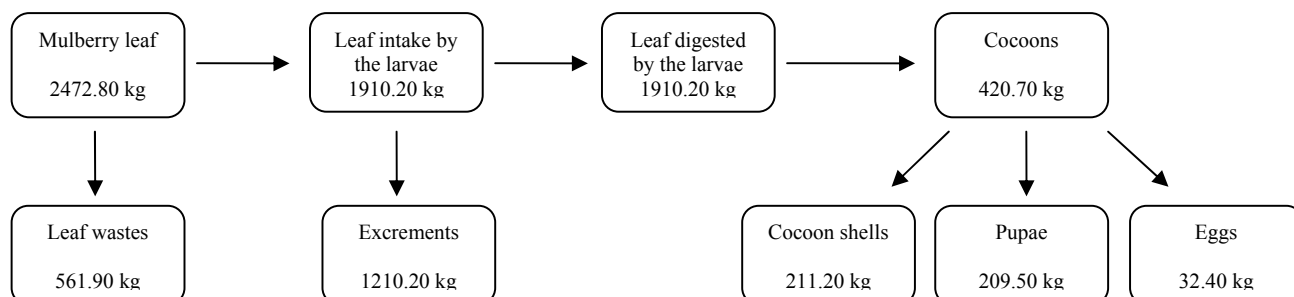 Mulberry leaf
2472.80 kg
Leaf intake by
the larvae
1910.20 kg
Leaf digested
by the larvae
1910.20 kg
Cocoons
420.70 kg
Leaf wastes
561.90 kg
Excrements
1210.20 kg
Cocoon shells
211.20 kg
Pupae
209.50 kg
Eggs
32.40 kg